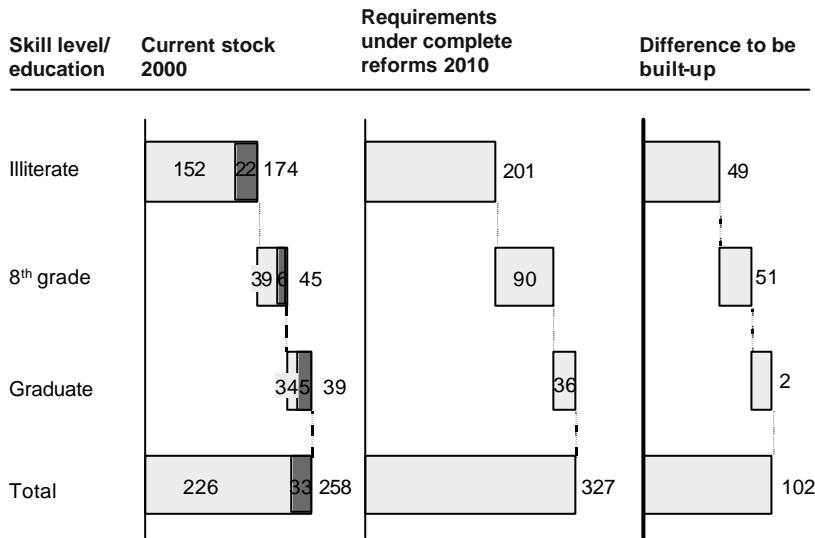 Skill level/
education
Current stock
2000
Requirements
under complete
reforms 2010
Difference to be
built-up
Illiterate
152 22 174
201
49
8th grade
39 6 45
90
51
Graduate
34 5 39
36
2
Total
226 33 258
327
102